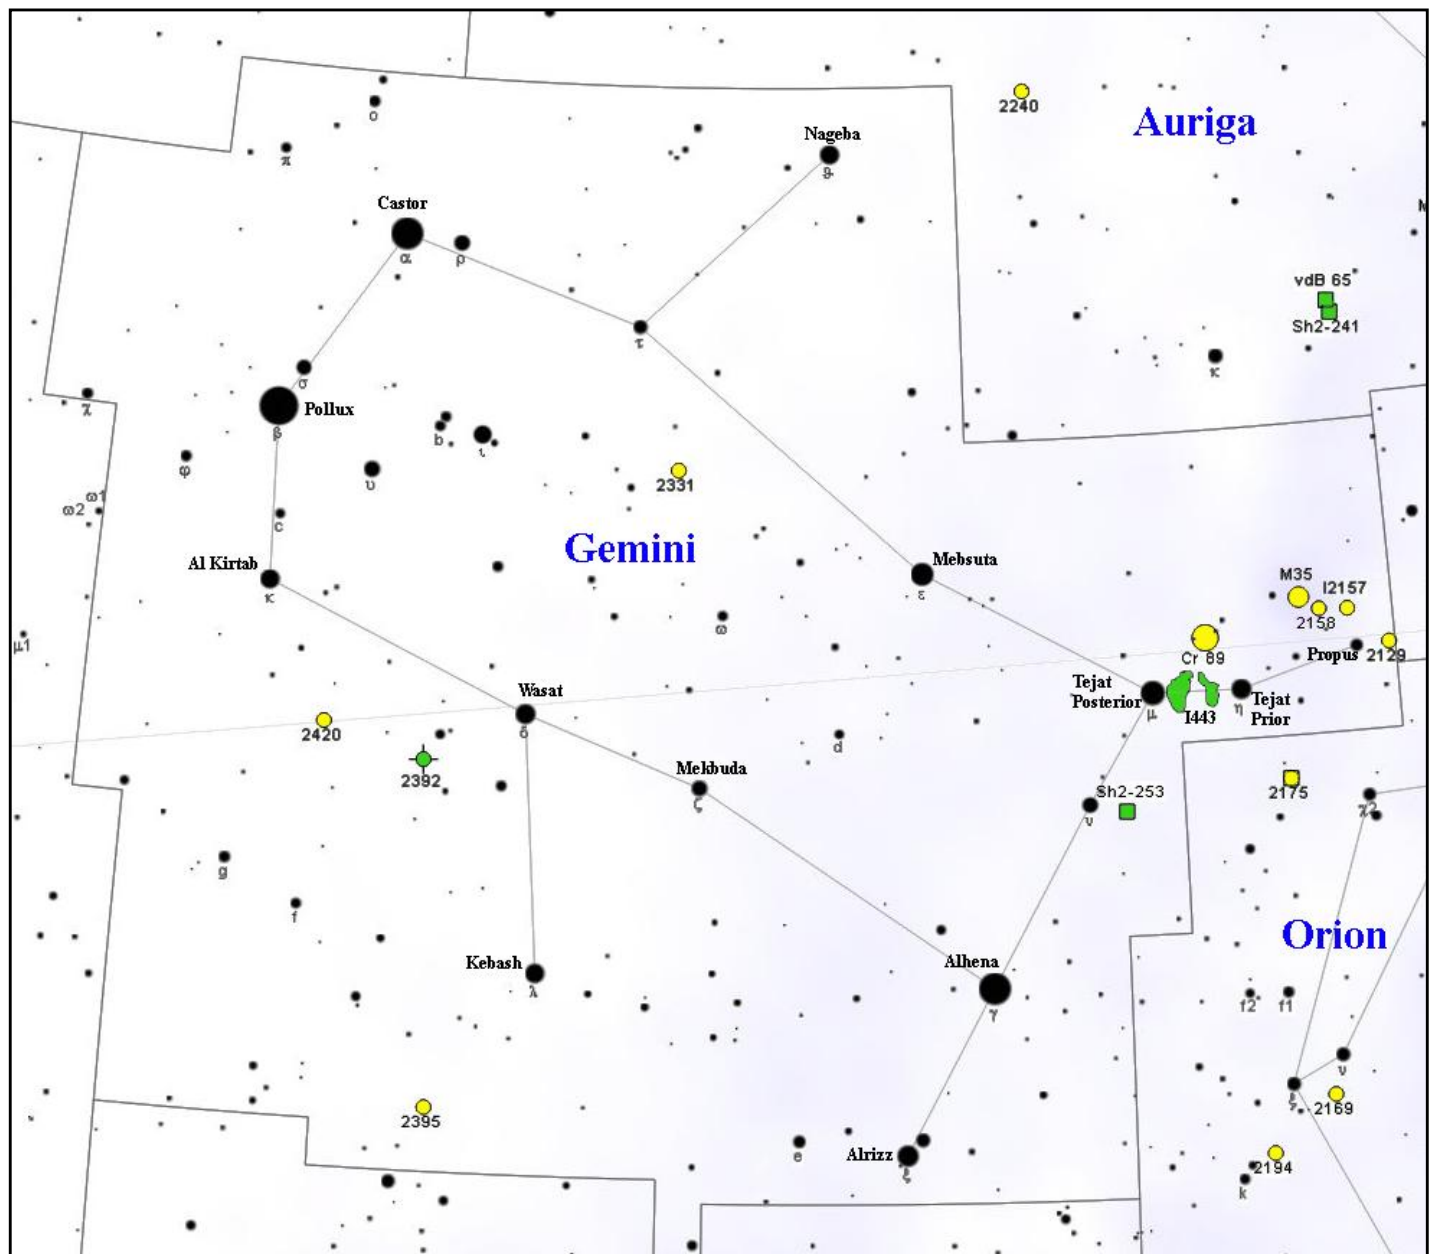 2240
Auriga
ο
π
Nageba
θ
Castor
α
ρ
M
vdB 65
Sh2-241
τ
κ
σ
Pollux
β
χ
b
ι
φ
υ
2331
ω1
ω2
c
Gemini
Al Kirtab
κ
Mebsuta
ε
M35
I2157
2158
μ1
ω
Cr 89
Propus
2129
Wasat
δ
Tejat
Posterior
μ
I443
η
Tejat
Prior
2420
d
2392
Mekbuda
ζ
Sh2-253
ν
2175
χ2
g
f
Orion
Kebash
λ
Alhena
γ
f2
f1
ν
ξ
2169
2395
e
Alrizz
ξ
2194
k